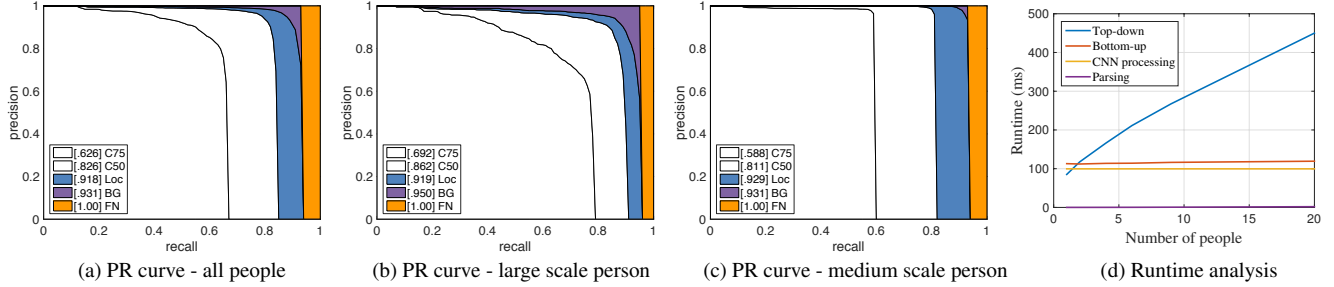 precision
1
0.8
0.6
0.4
0.2
0
[.626] C75
[.826] C50
[.918] Loc
[.931] BG
[1.00] FN
0 0.2 0.4 0.6 0.8 1
recall
(a) PR curve - all people
precision
1
0.8
0.6
0.4
0.2
0
[.692] C75
[.862] C50
[.919] Loc
[.950] BG
[1.00] FN
0 0.2 0.4 0.6 0.8 1
recall
(b) PR curve - large scale person
precision
1
0.8
0.6
0.4
0.2
0
[.588] C75
[.811] C50
[.929] Loc
[.931] BG
[1.00] FN
0 0.2 0.4 0.6 0.8 1
recall
(c) PR curve - medium scale person
Runtime (ms)
500
400
300
200
100
0
Top-down
Bottom-up
CNN processing
Parsing
0 5 10 15 20
Number of people
(d) Runtime analysis